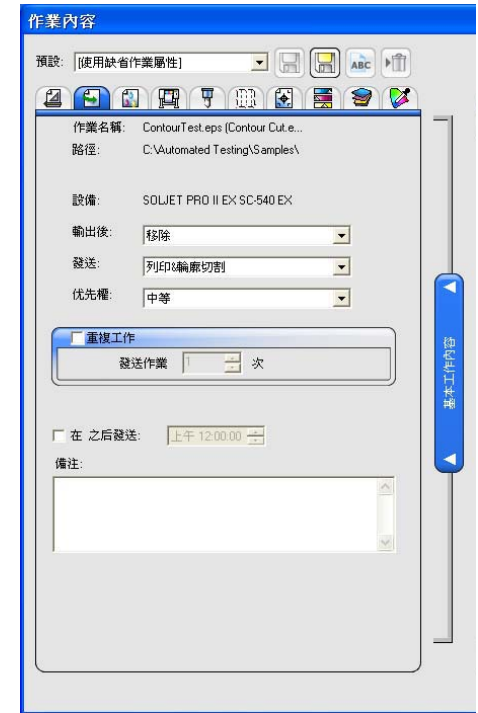 作業內容
預設: [使用缺省作業屬性]
ABC
作業名稱: ContourTest.eps (Contour Cut.e...
路徑: C:\Automated Testing\Samples\
設備: SOLJET PRO II EX SC-540 EX
輸出後: 移除
發送: 列印&輪廓切割
优先權: 中等
重複工作
發送作業 1 次
在 之后發送: 上午 12:00:00
備注:
基本工作內容